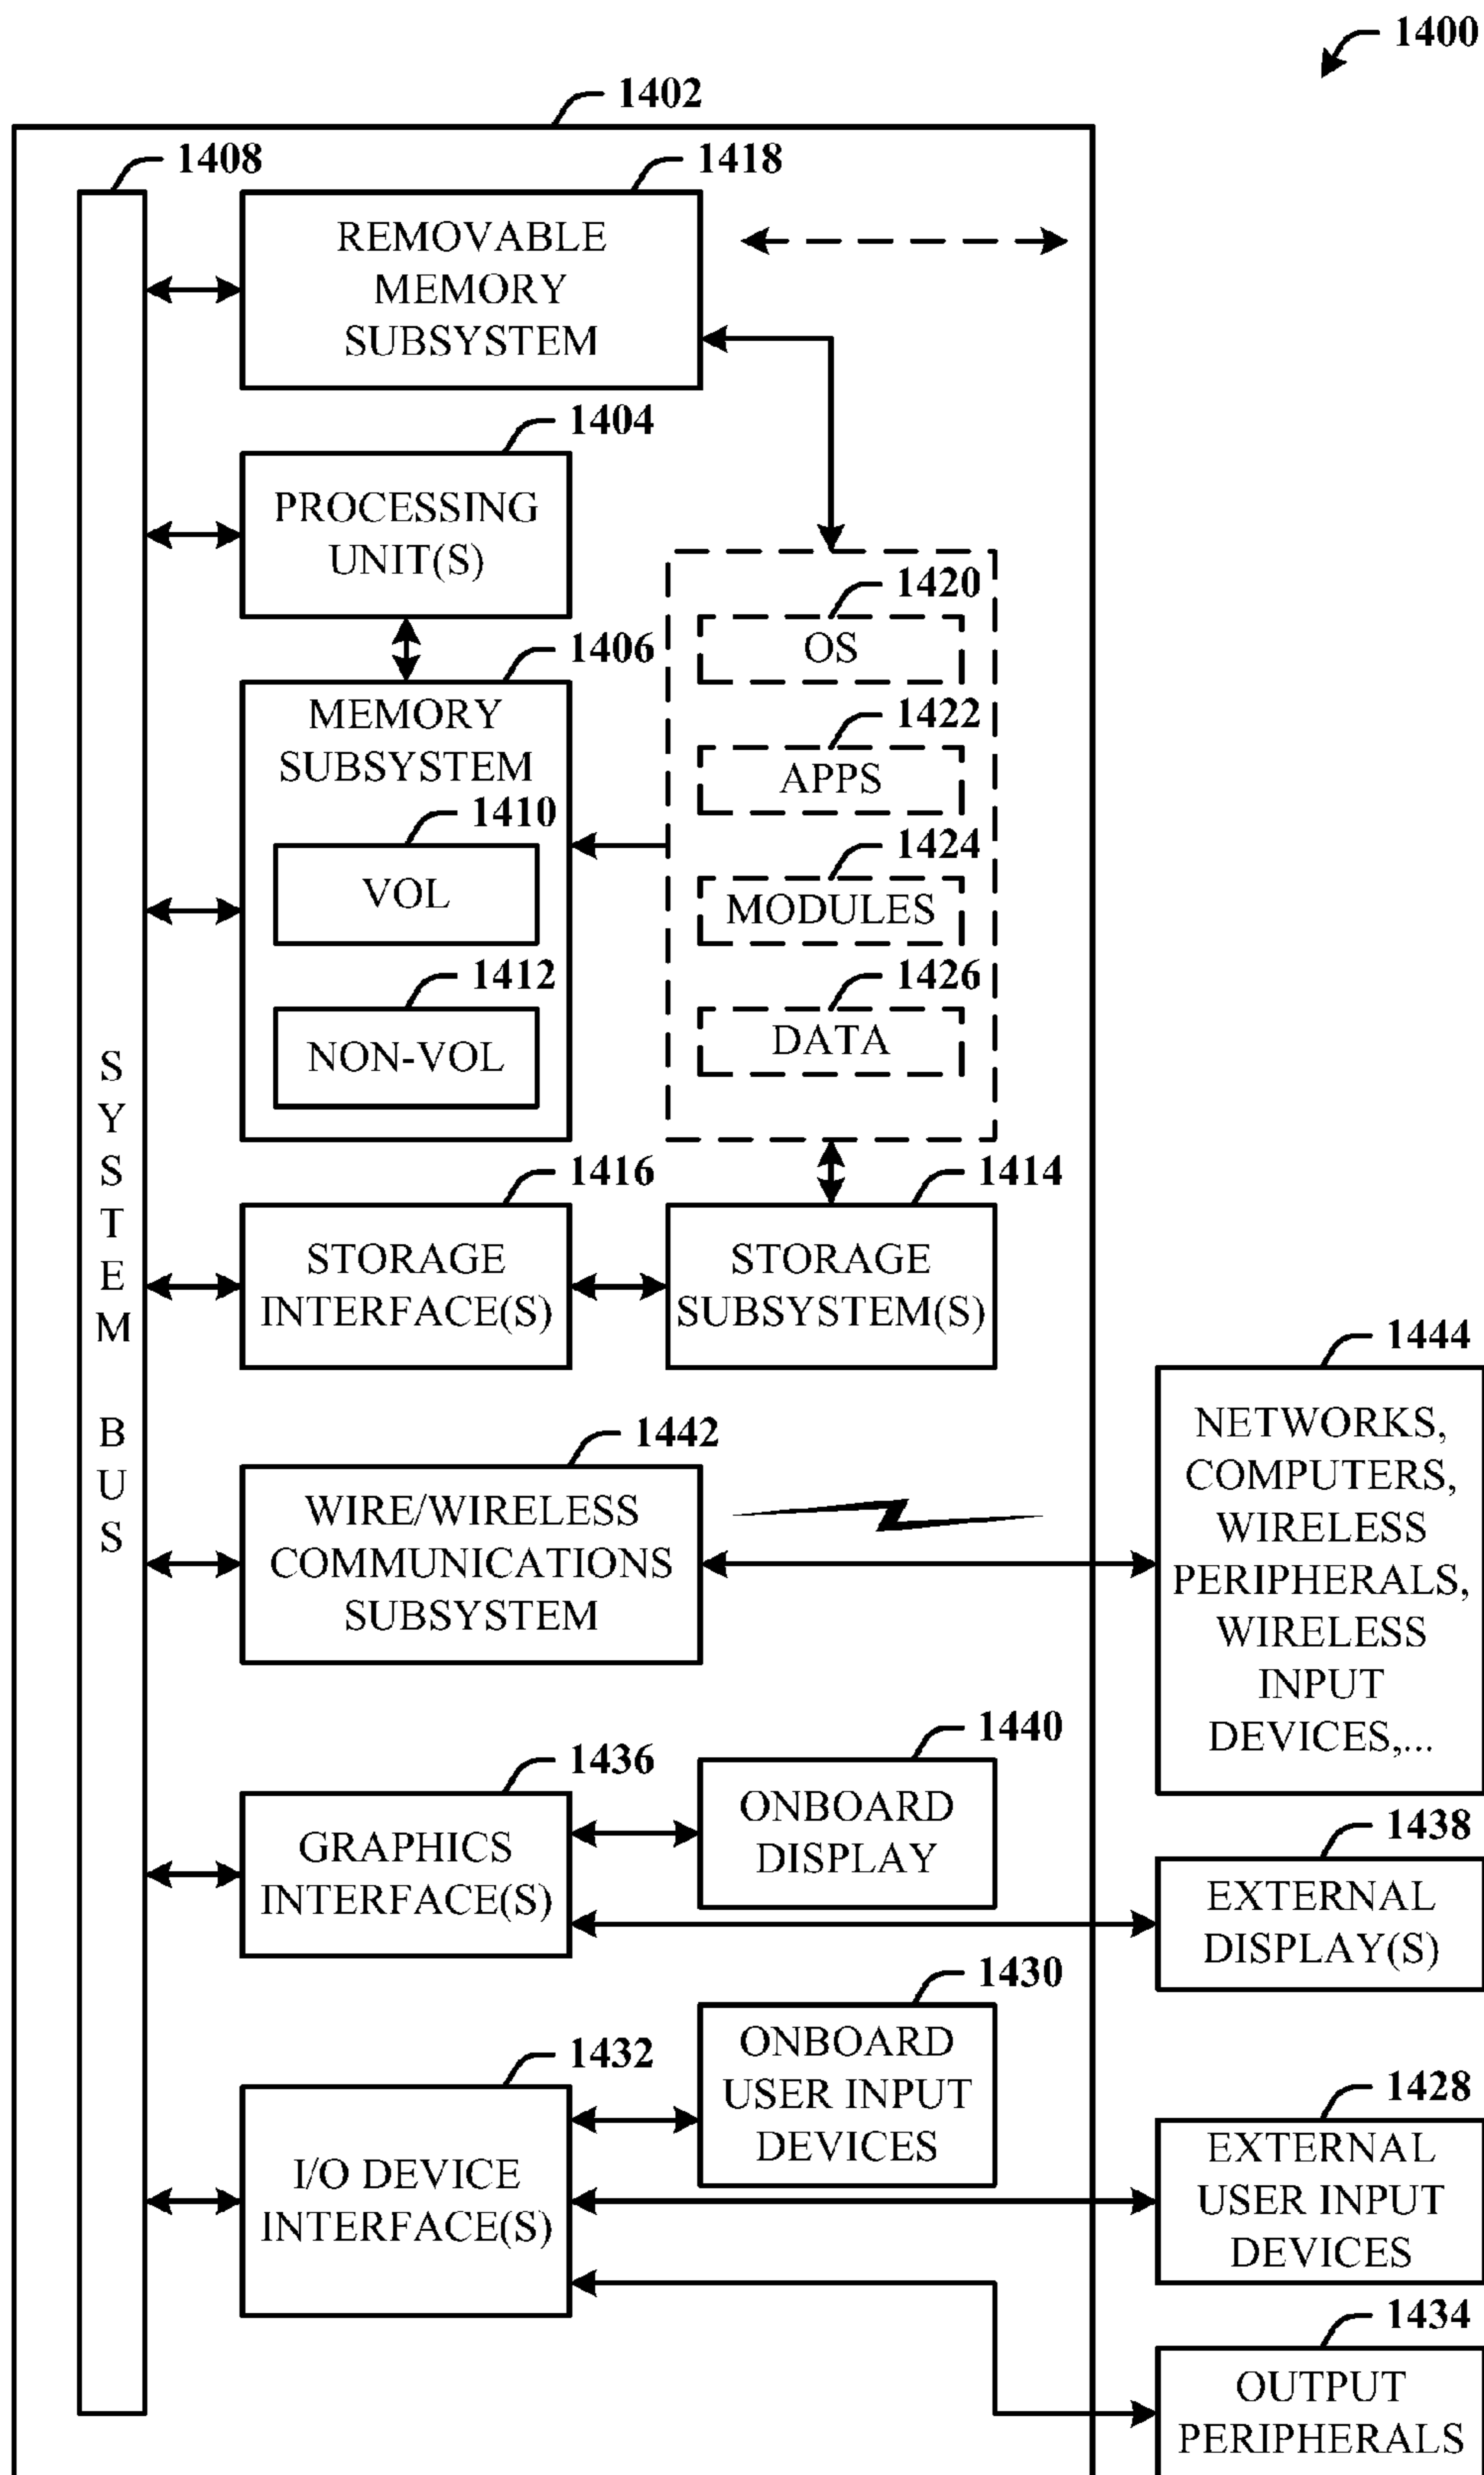 1400
1402
1408
1418
REMOVABLE
MEMORY
SUBSYSTEM
1404
PROCESSING
UNIT(S)
1406
MEMORY
SUBSYSTEM
1410
VOL
1412
NON-VOL
1420
OS
1422
APPS
1424
MODULES
1426
DATA
SYSTEM BUS
1416
STORAGE
INTERFACE(S)
1414
STORAGE
SUBSYSTEM(S)
1442
WIRE/WIRELESS
COMMUNICATIONS
SUBSYSTEM
1444
NETWORKS,
COMPUTERS,
WIRELESS
PERIPHERALS,
WIRELESS
INPUT
DEVICES,...
1436
GRAPHICS
INTERFACE(S)
1440
ONBOARD
DISPLAY
1438
EXTERNAL
DISPLAY(S)
1432
I/O DEVICE
INTERFACE(S)
1430
ONBOARD
USER INPUT
DEVICES
1428
EXTERNAL
USER INPUT
DEVICES
1434
OUTPUT
PERIPHERALS